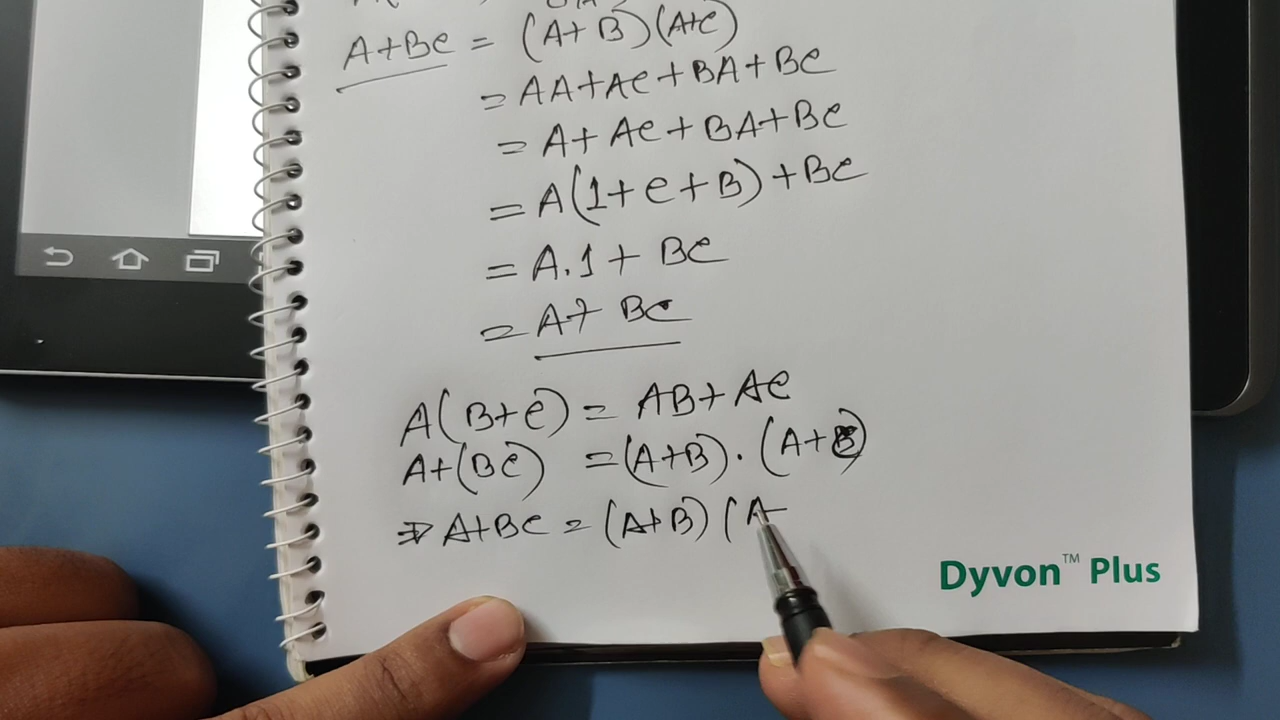 A+BC = (A+B)(A+C)
= AA+AC+BA+BC
= A+AC+BA+BC
= A(1+C+B)+BC
= A.1+BC
= A+BC
A(B+C) = AB+AC
A+(BC) = (A+B).(A+C)
⇒ A+BC = (A+B)(A
Dyvon™ Plus